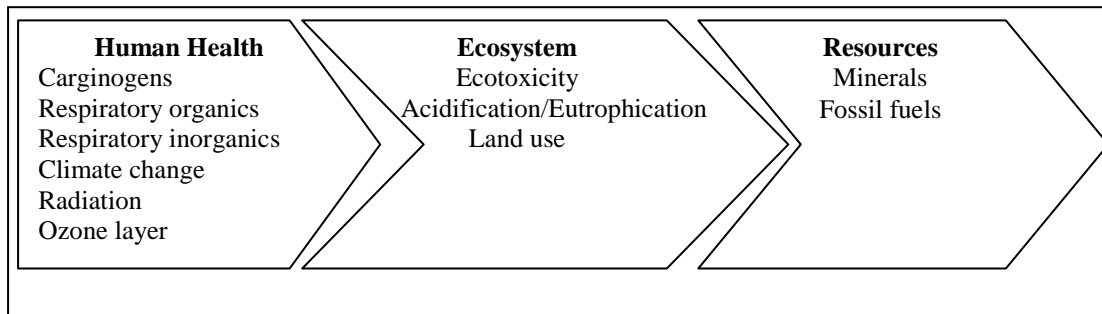 Human Health
Carginogens
Respiratory organics
Respiratory inorganics
Climate change
Radiation
Ozone layer
Ecosystem
Ecotoxicity
Acidification/Eutrophication
Land use
Resources
Minerals
Fossil fuels